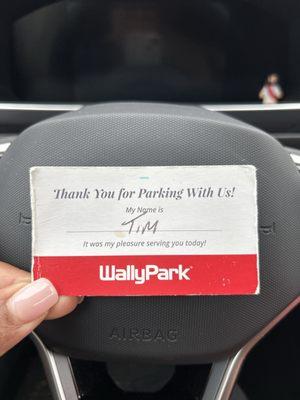 Thank You for Parking With Us!
My Name is
TIM
It was my pleasure serving you today!
WallyPark
AIRBAG